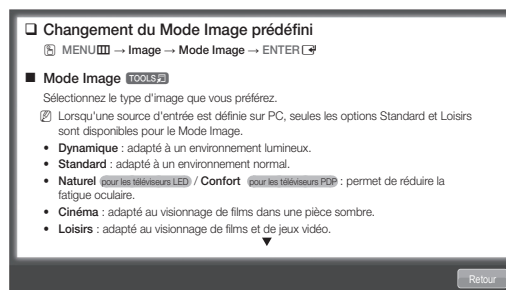 ❑ Changement du Mode Image prédéfini
MENU → Image → Mode Image → ENTER
■ Mode Image TOOLS
Sélectionnez le type d'image que vous préférez.
Lorsqu'une source d'entrée est définie sur PC, seules les options Standard et Loisirs
sont disponibles pour le Mode Image.
• Dynamique : adapté à un environnement lumineux.
• Standard : adapté à un environnement normal.
• Naturel pour les téléviseurs LED / Confort pour les téléviseurs PDP : permet de réduire la
fatigue oculaire.
• Cinéma : adapté au visionnage de films dans une pièce sombre.
• Loisirs : adapté au visionnage de films et de jeux vidéo.
▼
Retour